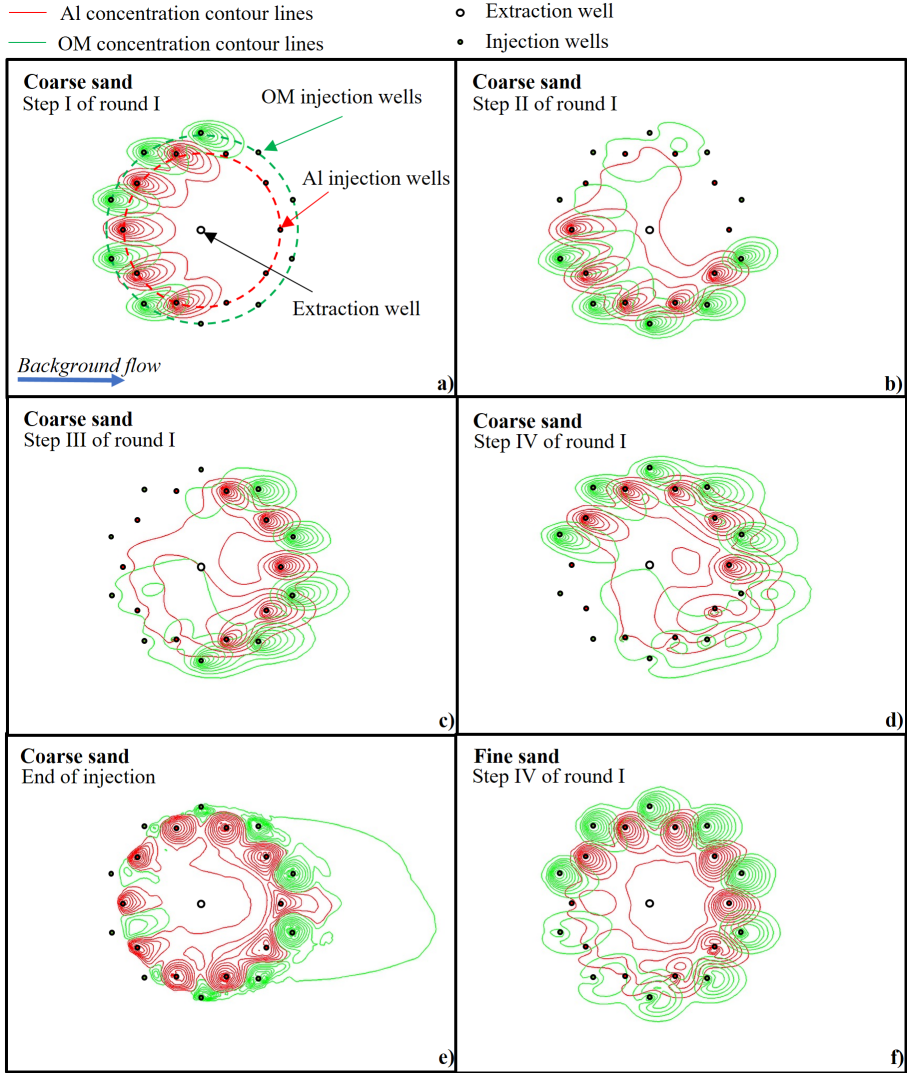 Al concentration contour lines
OM concentration contour lines
Extraction well
Injection wells
Coarse sand
Step I of round I
OM injection wells
Al injection wells
Extraction well
Background flow
a)
Coarse sand
Step II of round I
b)
Coarse sand
Step III of round I
c)
Coarse sand
Step IV of round I
d)
Coarse sand
End of injection
e)
Fine sand
Step IV of round I
f)